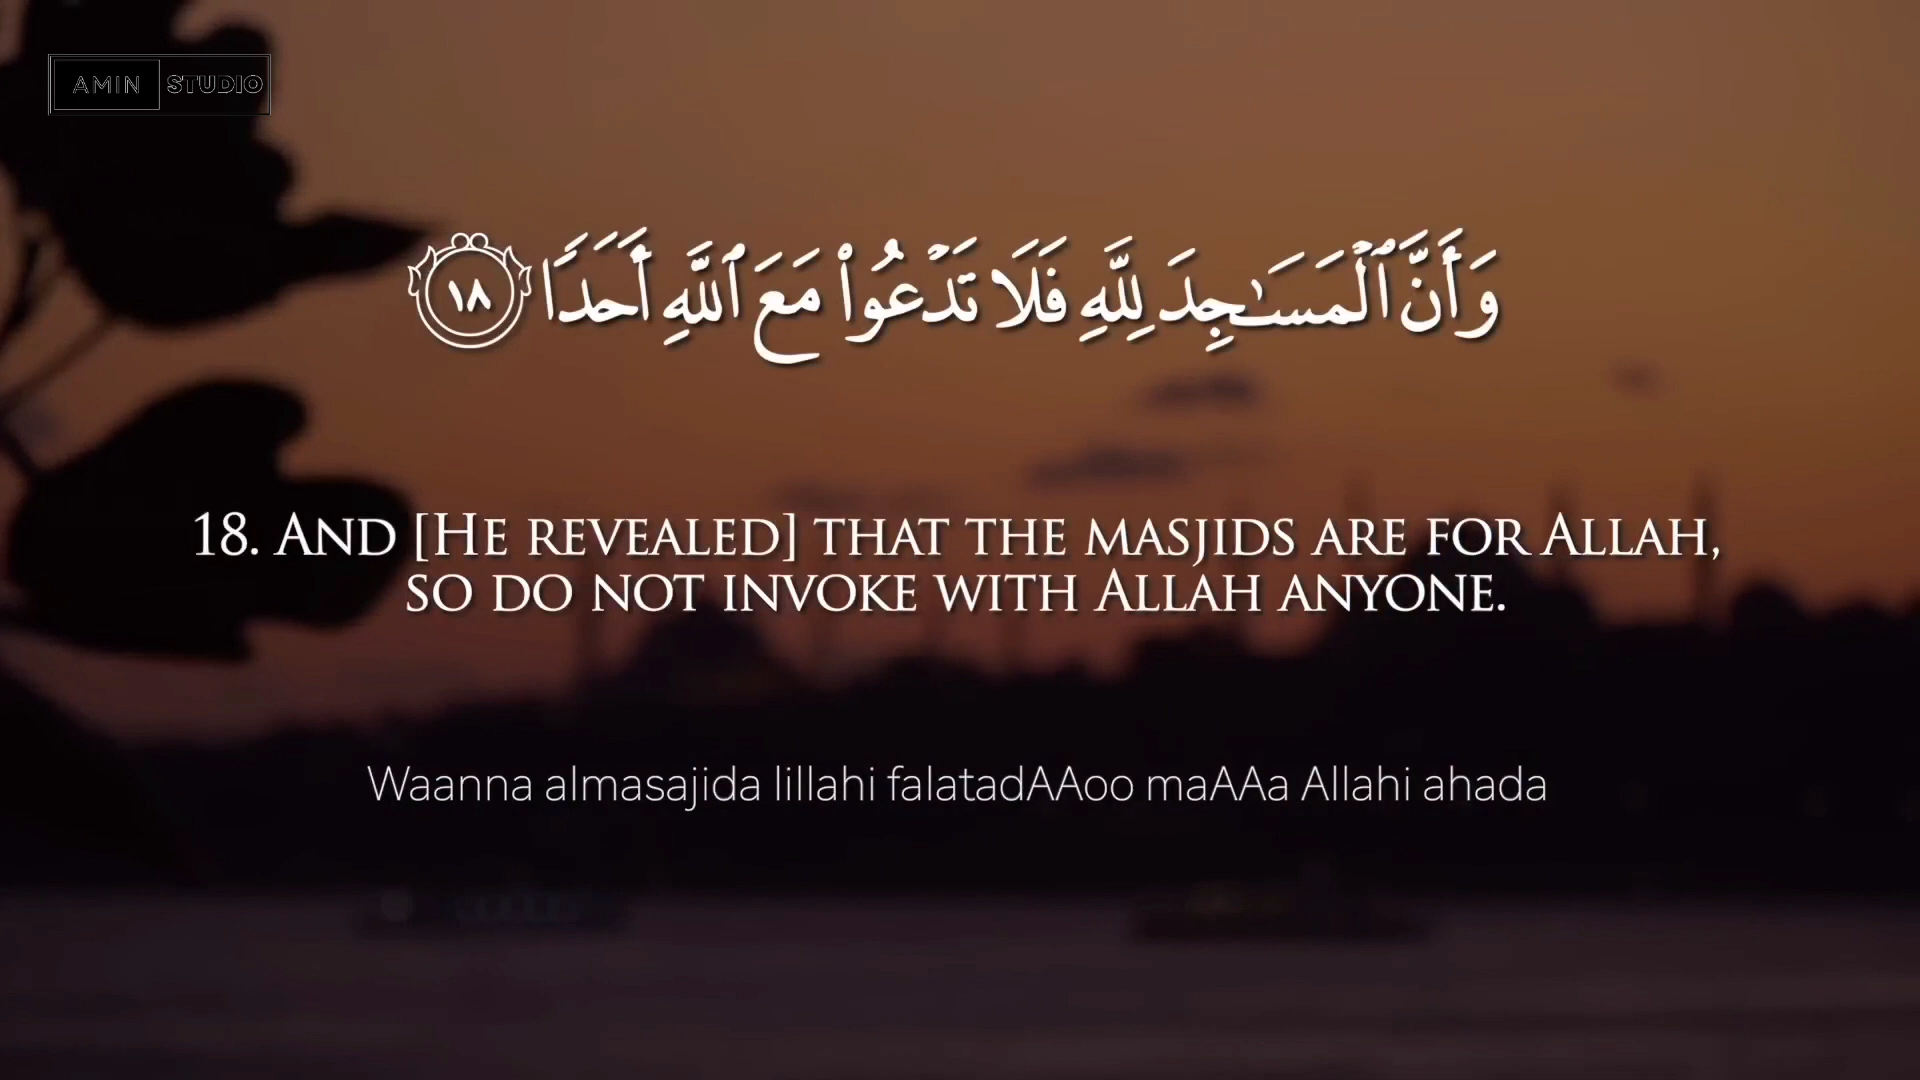 AMIN STUDIO
وَأَنَّ ٱلْمَسَـٰجِدَ لِلَّهِ فَلَا تَدْعُوا۟ مَعَ ٱللَّهِ أَحَدًا ١٨
18. And [He revealed] that the masjids are for Allah,
so do not invoke with Allah anyone.
Waanna almasajida lillahi falatadAAoo maAAa Allahi ahada